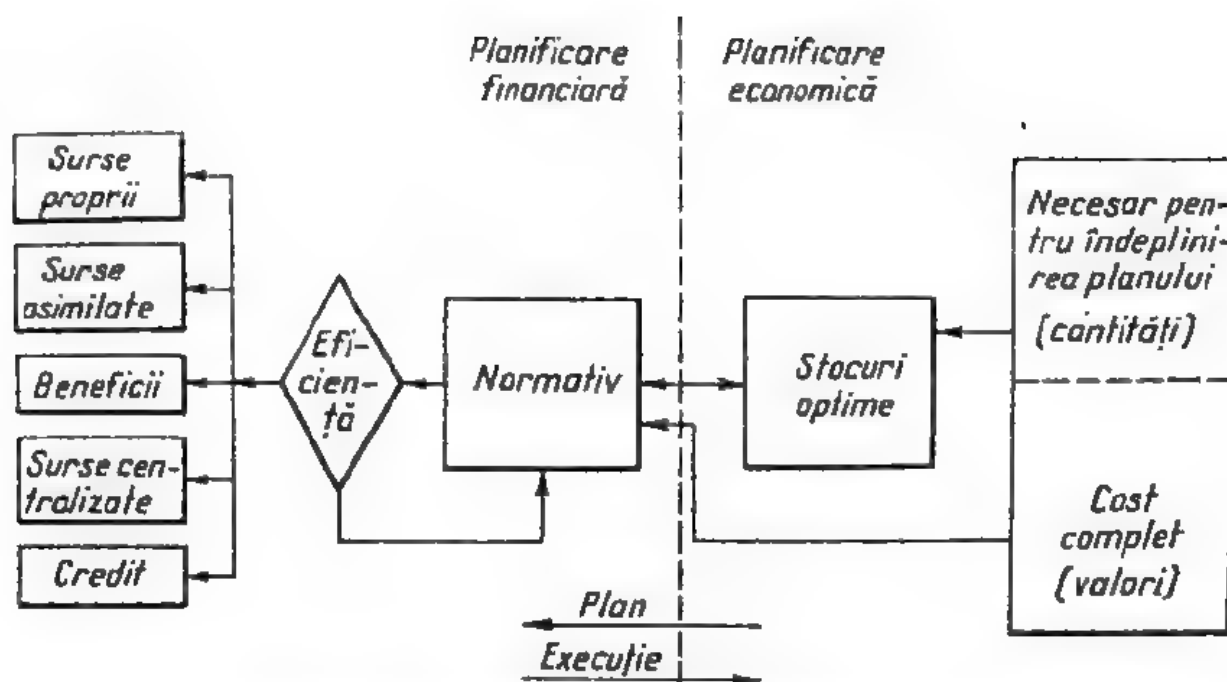 Planificare
financiară
Planificare
economică
Surse
proprii
Surse
asimilate
Beneficii
Surse cen-
tralizate
Credit
Efi-
cien-
ță
Normativ
Stocuri
optime
Necesar pen-
tru îndeplini-
rea planului
(cantități)
Cost
complet
(valori)
Plan
Execuție